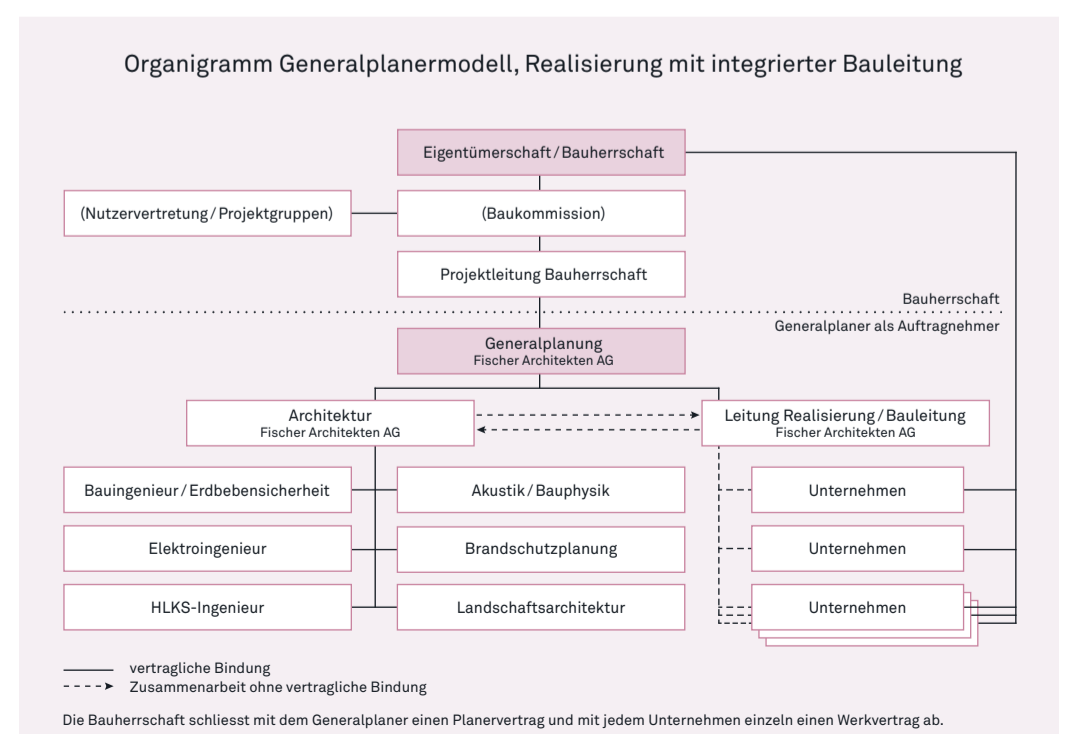 Organigramm Generalplanermodell, Realisierung mit integrierter Bauleitung
Eigentümerschaft / Bauherrschaft
(Nutzervertretung / Projektgruppen)
(Baukommission)
Projektleitung Bauherrschaft
Bauherrschaft
Generalplaner als Auftragnehmer
Generalplanung
Fischer Architekten AG
Architektur
Fischer Architekten AG
Leitung Realisierung / Bauleitung
Fischer Architekten AG
Bauingenieur / Erdbebensicherheit
Akustik / Bauphysik
Unternehmen
Elektroingenieur
Brandschutzplanung
Unternehmen
HLKS-Ingenieur
Landschaftsarchitektur
Unternehmen
vertragliche Bindung
Zusammenarbeit ohne vertragliche Bindung
Die Bauherrschaft schliesst mit dem Generalplaner einen Planervertrag und mit jedem Unternehmen einzeln einen Werkvertrag ab.